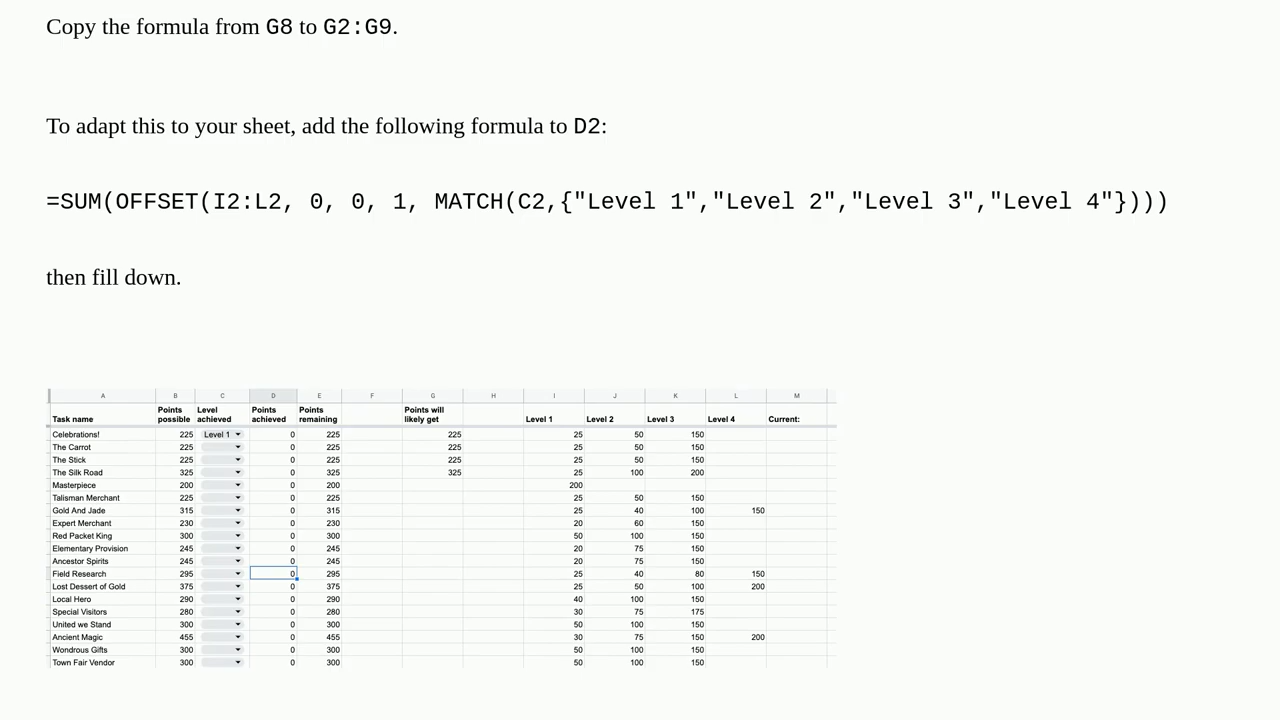 Copy the formula from G8 to G2:G9.
To adapt this to your sheet, add the following formula to D2:
=SUM(OFFSET(I2:L2, 0, 0, 1, MATCH(C2,{"Level 1","Level 2","Level 3","Level 4"})))
then fill down.
A B C D E F G H I J K L M
Task name Points possible Level achieved Points achieved Points remaining Points will likely get Level 1 Level 2 Level 3 Level 4 Current:
Celebrations! 225 Level 1 0 225 225 25 50 150
The Carrot 225 0 225 225 25 50 150
The Stick 225 0 225 225 25 50 150
The Silk Road 325 0 325 325 25 100 200
Masterpiece 200 0 200 200
Talisman Merchant 225 0 225 25 50 150
Gold And Jade 315 0 315 25 40 100 150
Expert Merchant 230 0 230 20 60 150
Red Packet King 300 0 300 50 100 150
Elementary Provision 245 0 245 20 75 150
Ancestor Spirits 245 0 245 20 75 150
Field Research 295 0 295 25 40 80 150
Lost Dessert of Gold 375 0 375 25 50 100 200
Local Hero 290 0 290 40 100 150
Special Visitors 280 0 280 30 75 175
United we Stand 300 0 300 50 100 150
Ancient Magic 455 0 455 30 75 150 200
Wondrous Gifts 300 0 300 50 100 150
Town Fair Vendor 300 0 300 50 100 150